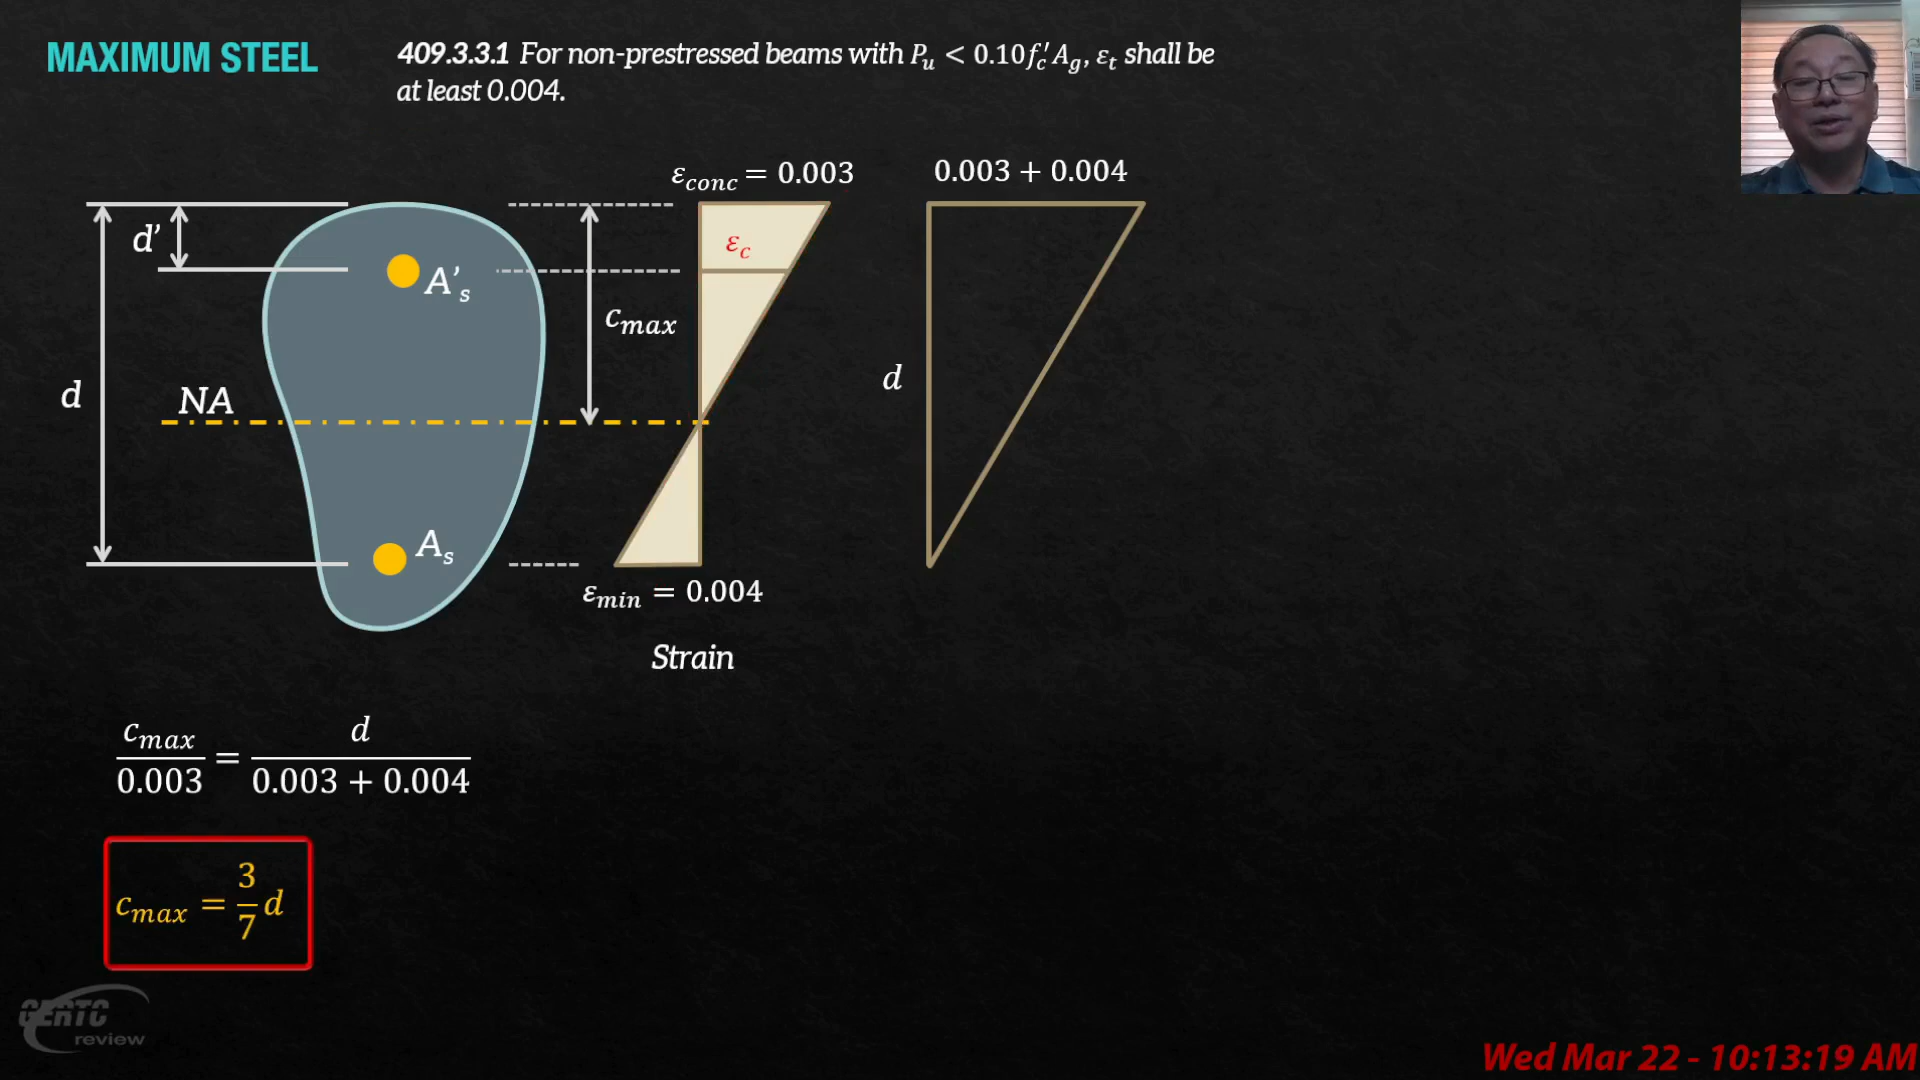 MAXIMUM STEEL
409.3.3.1 For non-prestressed beams with Pᵤ < 0.10f′c Ag, εt shall be
at least 0.004.
εconc = 0.003
0.003 + 0.004
d’
εc
A’s
cmax
d
d
NA
As
εmin = 0.004
Strain
cmax/0.003 = d/(0.003 + 0.004)
cmax = 3/7 d
GERTC
review
Wed Mar 22 - 10:13:19 AM